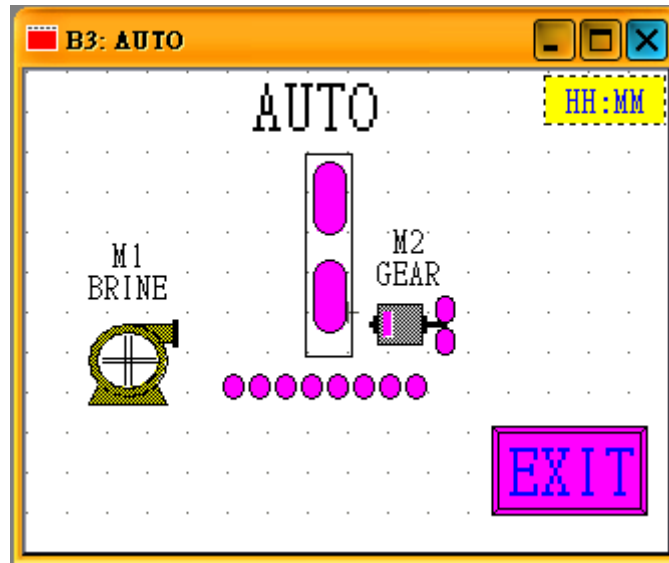 B3: AUTO
HH:MM
AUTO
M1
BRINE
M2
GEAR
EXIT